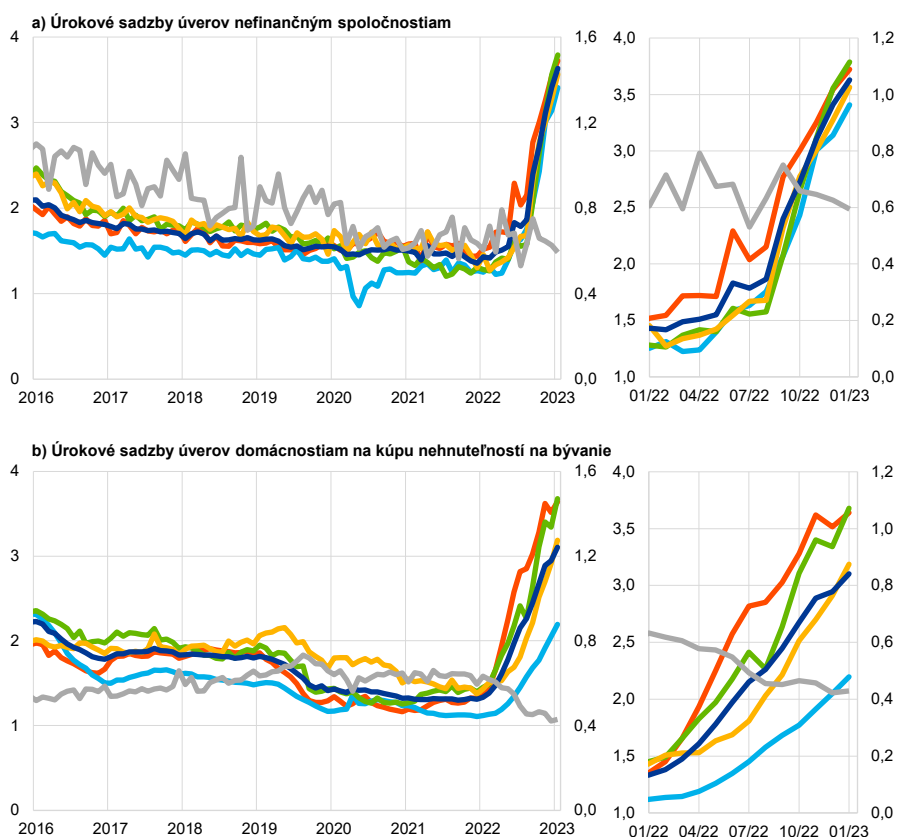 a) Úrokové sadzby úverov nefinančným spoločnostiam
4 1,6 4,0 1,2
3,5 1,0
3 1,2
3,0 0,8
2 0,8 2,5 0,6
2,0 0,4
1 0,4
1,5 0,2
0 0,0 1,0 0,0
2016 2017 2018 2019 2020 2021 2022 2023 01/22 04/22 07/22 10/22 01/23
b) Úrokové sadzby úverov domácnostiam na kúpu nehnuteľností na bývanie
4 1,6 4,0 1,2
3,5 1,0
3 1,2
3,0 0,8
2 0,8 2,5 0,6
2,0 0,4
1 0,4
1,5 0,2
0 0,0 1,0 0,0
2016 2017 2018 2019 2020 2021 2022 2023 01/22 04/22 07/22 10/22 01/23